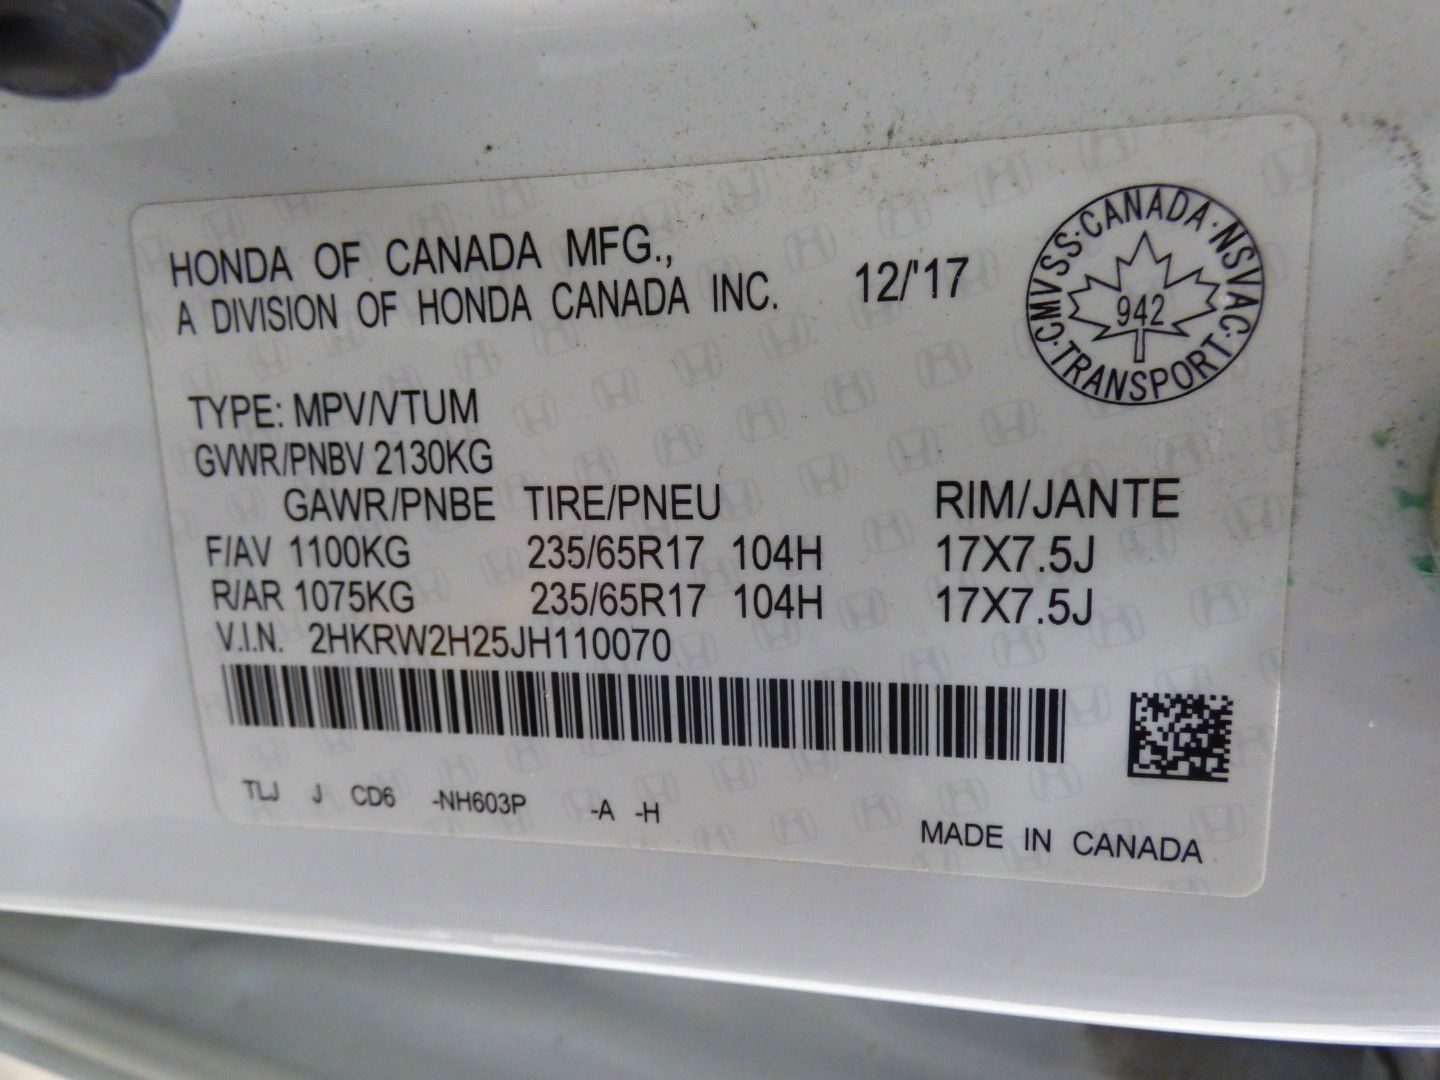 HONDA OF CANADA MFG.,
A DIVISION OF HONDA CANADA INC.
12/'17
CMVSS·CANADA·NSVAC·TRANSPORT·
942
TYPE: MPV/VTUM
GVWR/PNBV 2130KG
GAWR/PNBE TIRE/PNEU RIM/JANTE
F/AV 1100KG 235/65R17 104H 17X7.5J
R/AR 1075KG 235/65R17 104H 17X7.5J
V.I.N. 2HKRW2H25JH110070
TLJ J CD6 -NH603P -A -H
MADE IN CANADA